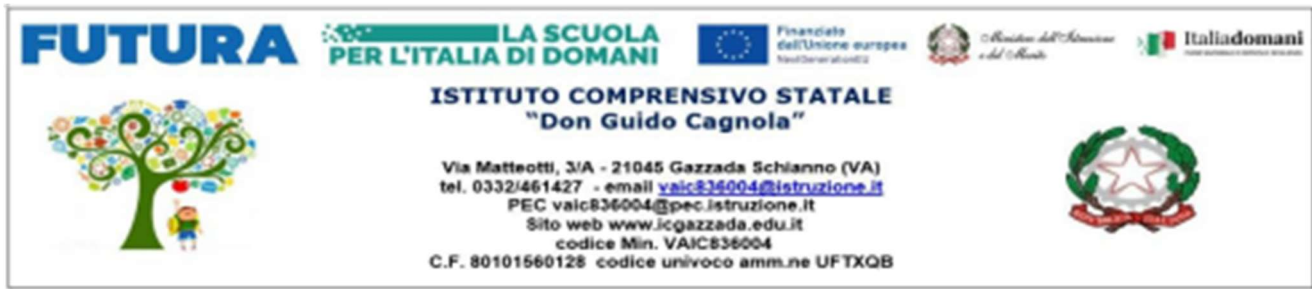 FUTURA
LA SCUOLA
PER L'ITALIA DI DOMANI
Finanziato
dall'Unione europea
NextGenerationEU
Ministero dell'Istruzione
e del Merito
Italiadomani
ISTITUTO COMPRENSIVO STATALE
“Don Guido Cagnola”
Via Matteotti, 3/A - 21045 Gazzada Schianno (VA)
tel. 0332/461427 - email vaic836004@istruzione.it
PEC vaic836004@pec.istruzione.it
Sito web www.icgazzada.edu.it
codice Min. VAIC836004
C.F. 80101560128 codice univoco amm.ne UFTXQB